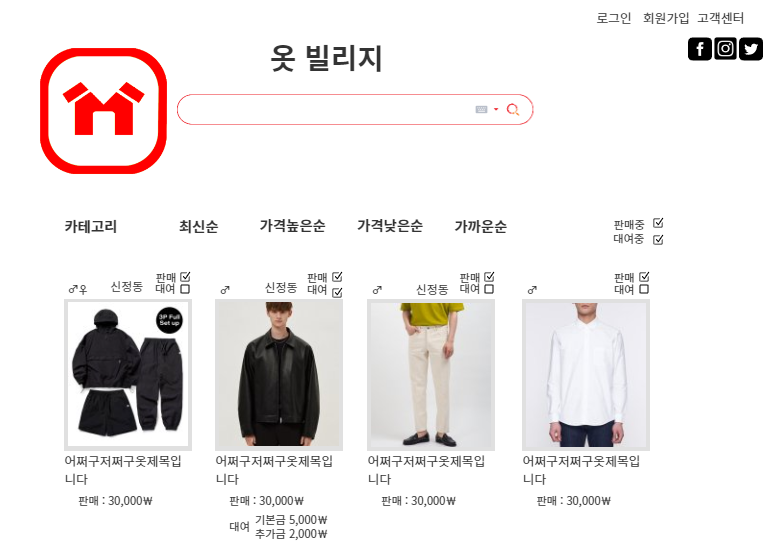 로그인 회원가입 고객센터
옷 빌리지
카테고리 최신순 가격높은순 가격낮은순 가까운순
판매중
대여중
♂♀ 신정동 판매
대여
♂ 신정동 판매
대여
♂ 신정동 판매
대여
♂ 판매
대여
3P Full
Set up
어쩌구저쩌구옷제목입
니다
판매 : 30,000₩
어쩌구저쩌구옷제목입
니다
판매 : 30,000₩
대여 기본금 5,000₩
추가금 2,000₩
어쩌구저쩌구옷제목입
니다
판매 : 30,000₩
어쩌구저쩌구옷제목입
니다
판매 : 30,000₩